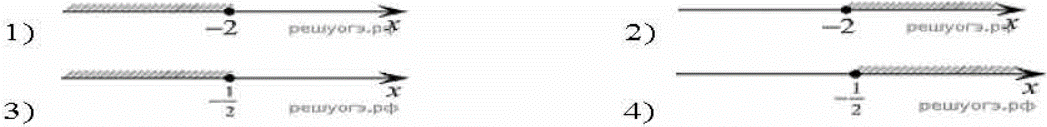 1) −2 решуогэ.рф x
2) −2 решуогэ.рф x
3) −1/2 решуогэ.рф x
4) −1/2 решуогэ.рф x